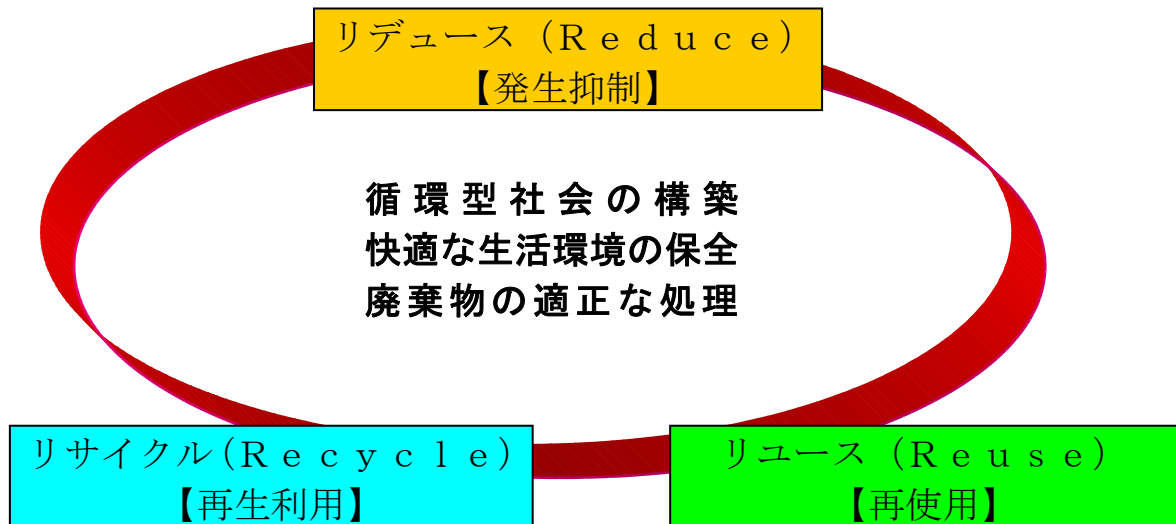 リデュース（Ｒｅｄｕｃｅ）
【発生抑制】
循環型社会の構築
快適な生活環境の保全
廃棄物の適正な処理
リサイクル（Ｒｅｃｙｃｌｅ）
【再生利用】
リユース（Ｒｅｕｓｅ）
【再使用】